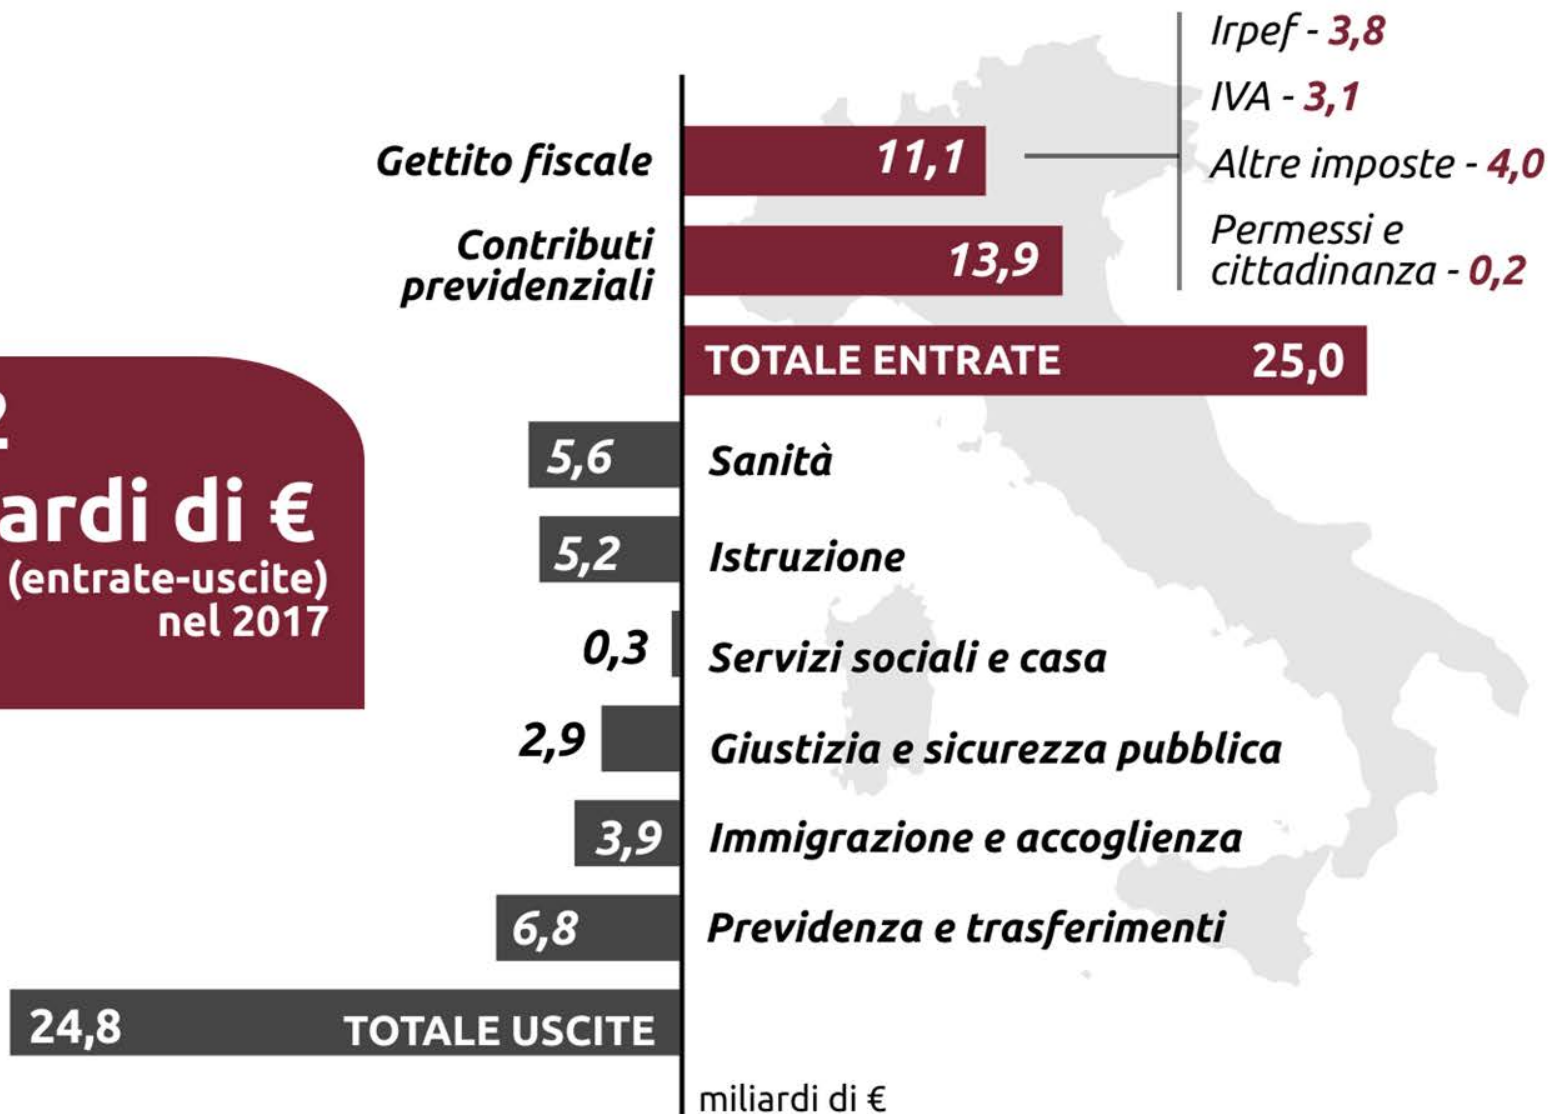 Irpef - 3,8
IVA - 3,1
Altre imposte - 4,0
Permessi e
cittadinanza - 0,2
Gettito fiscale 11,1
Contributi
previdenziali 13,9
TOTALE ENTRATE 25,0
2
ardi di €
(entrate-uscite)
nel 2017
5,6 Sanità
5,2 Istruzione
0,3 Servizi sociali e casa
2,9 Giustizia e sicurezza pubblica
3,9 Immigrazione e accoglienza
6,8 Previdenza e trasferimenti
24,8 TOTALE USCITE
miliardi di €